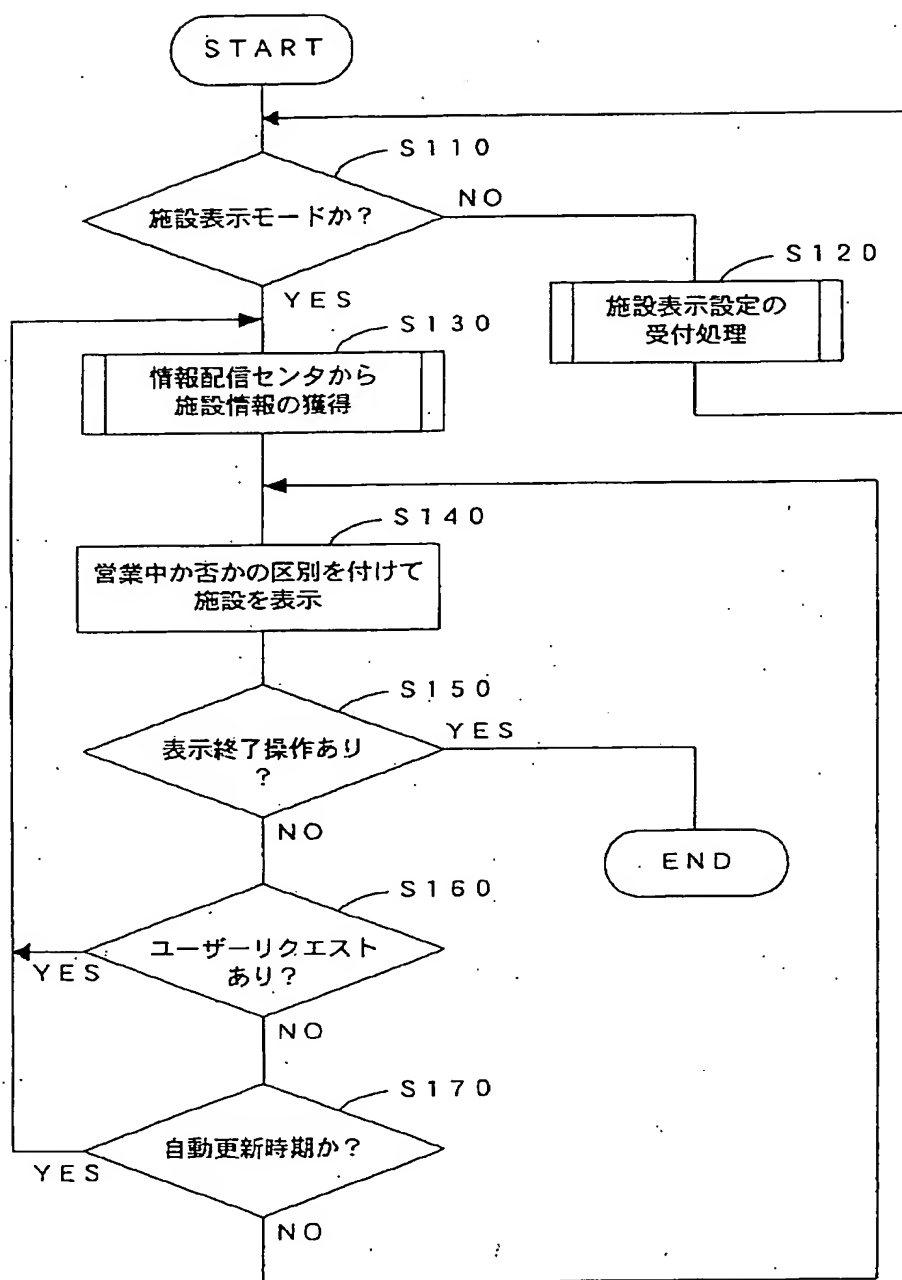 START
S110
施設表示モードか？
NO
YES
S120
施設表示設定の
受付処理
S130
情報配信センタから
施設情報の獲得
S140
営業中か否かの区別を付けて
施設を表示
S150
表示終了操作あり
？
YES
NO
END
S160
ユーザーリクエスト
あり？
YES
NO
S170
自動更新時期か？
YES
NO